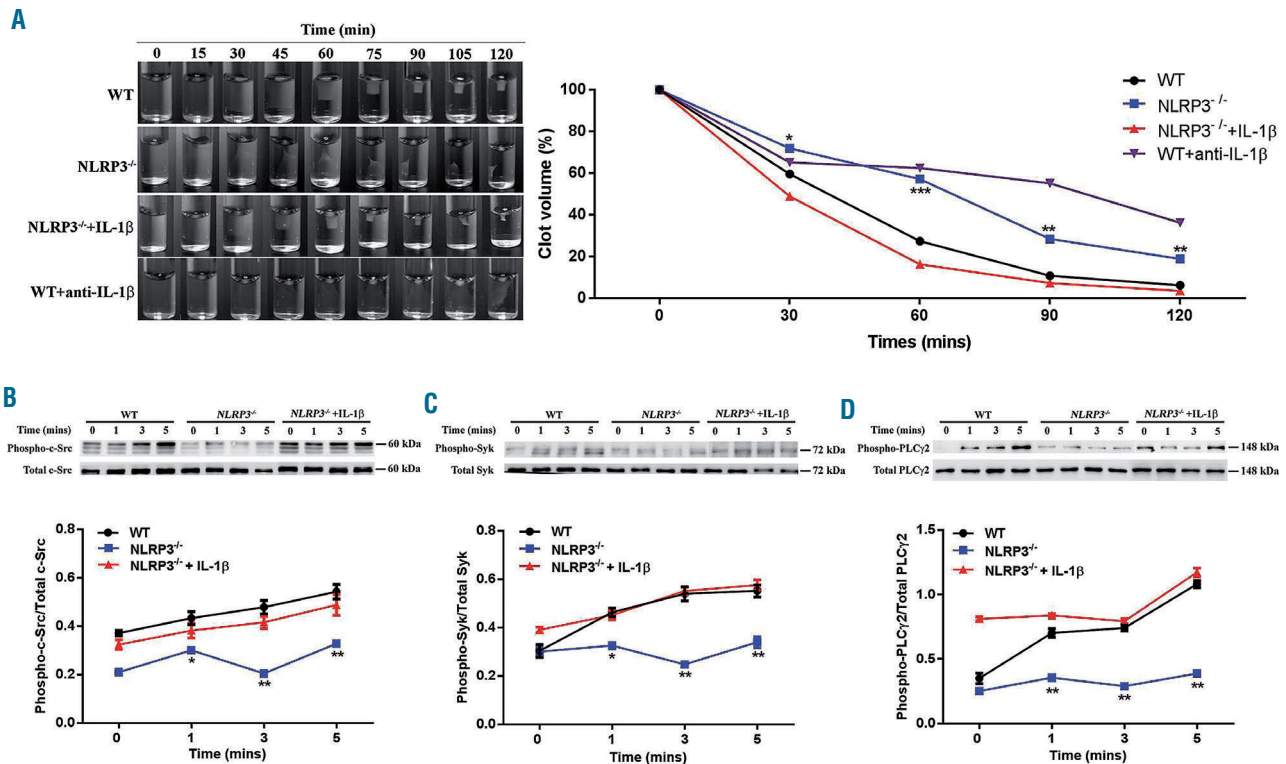 A
Time (min)
0 15 30 45 60 75 90 105 120
WT
NLRP3-/-
NLRP3-/-+IL-1β
WT+anti-IL-1β
Clot volume (%)
100
80
60
40
20
0
* *** ** **
0 30 60 90 120
Times (mins)
WT
NLRP3-/-
NLRP3-/-+IL-1β
WT+anti-IL-1β
B
WT NLRP3-/- NLRP3-/- +IL-1β
Time (mins) 0 1 3 5 0 1 3 5 0 1 3 5
Phospho-c-Src 60 kDa
Total c-Src 60 kDa
WT
NLRP3-/-
NLRP3-/- + IL-1β
Phospho-c-Src/Total c-Src
0.8
0.6
0.4
0.2
0.0
* ** **
0 1 3 5
Time (mins)
C
WT NLRP3-/- NLRP3-/- +IL-1β
Time (mins) 0 1 3 5 0 1 3 5 0 1 3 5
Phospho-Syk 72 kDa
Total Syk 72 kDa
WT
NLRP3-/-
NLRP3-/- + IL-1β
Phospho-Syk/Total Syk
0.8
0.6
0.4
0.2
0.0
* ** **
0 1 3 5
Time (mins)
D
WT NLRP3-/- NLRP3-/- +IL-1β
Time (mins) 0 1 3 5 0 1 3 5 0 1 3 5
Phospho-PLCγ2 148 kDa
Total PLCγ2 148 kDa
WT
NLRP3-/-
NLRP3-/- + IL-1β
Phospho-PLCγ2/Total PLCγ2
1.5
1.0
0.5
0.0
** ** **
0 1 3 5
Time (mins)